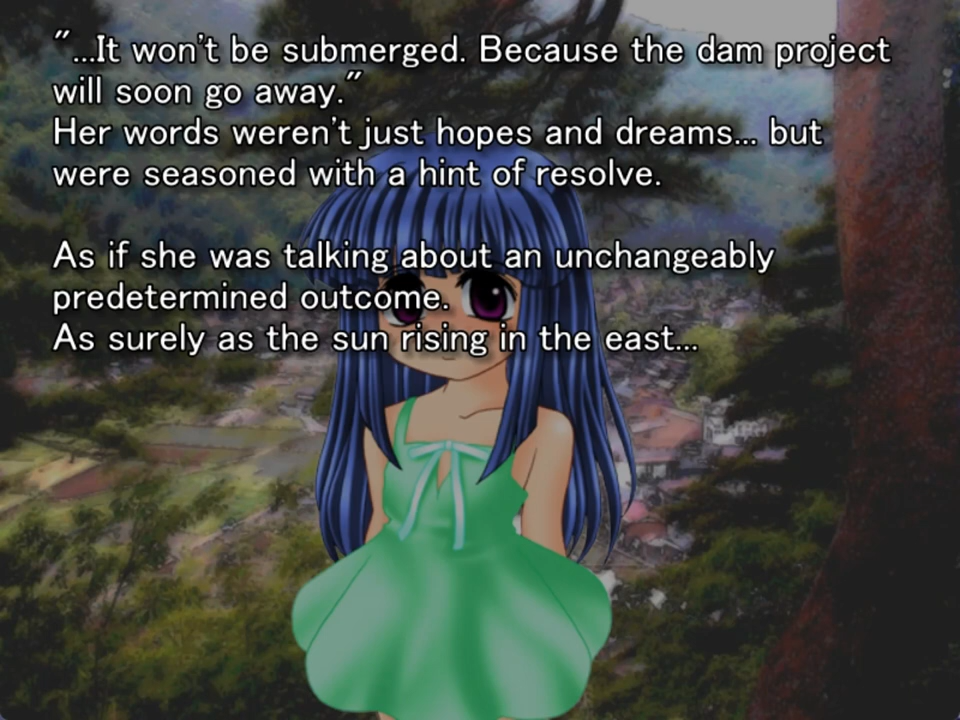 "...It won't be submerged. Because the dam project
will soon go away."
Her words weren't just hopes and dreams... but
were seasoned with a hint of resolve.
As if she was talking about an unchangeably
predetermined outcome.
As surely as the sun rising in the east...